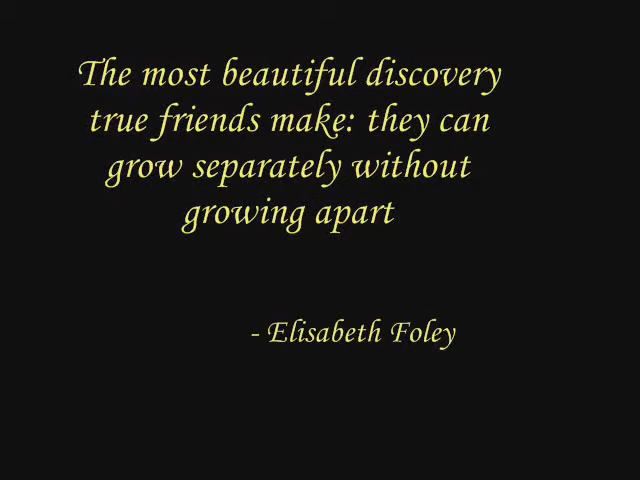 The most beautiful discovery
true friends make: they can
grow separately without
growing apart
- Elisabeth Foley